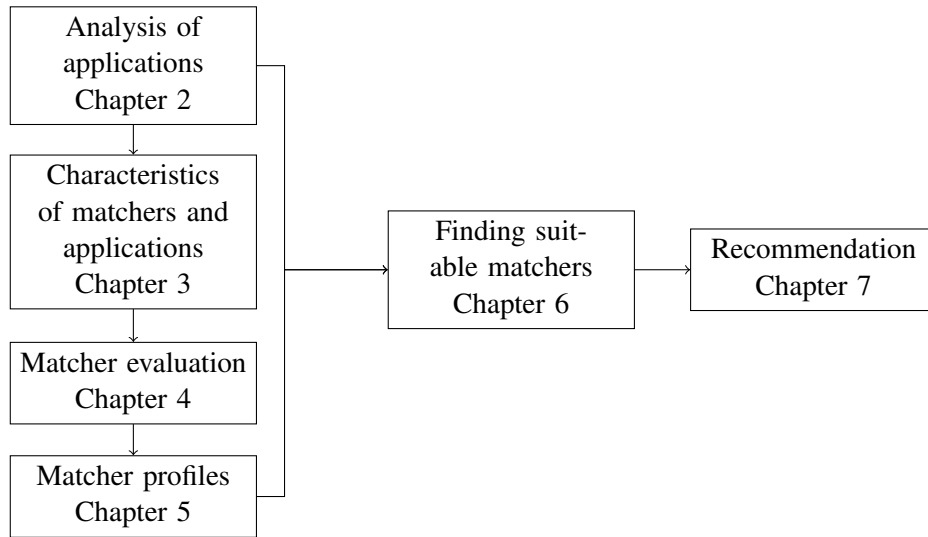 Analysis of
applications
Chapter 2
Characteristics
of matchers and
applications
Chapter 3
Matcher evaluation
Chapter 4
Matcher profiles
Chapter 5
Finding suit-
able matchers
Chapter 6
Recommendation
Chapter 7